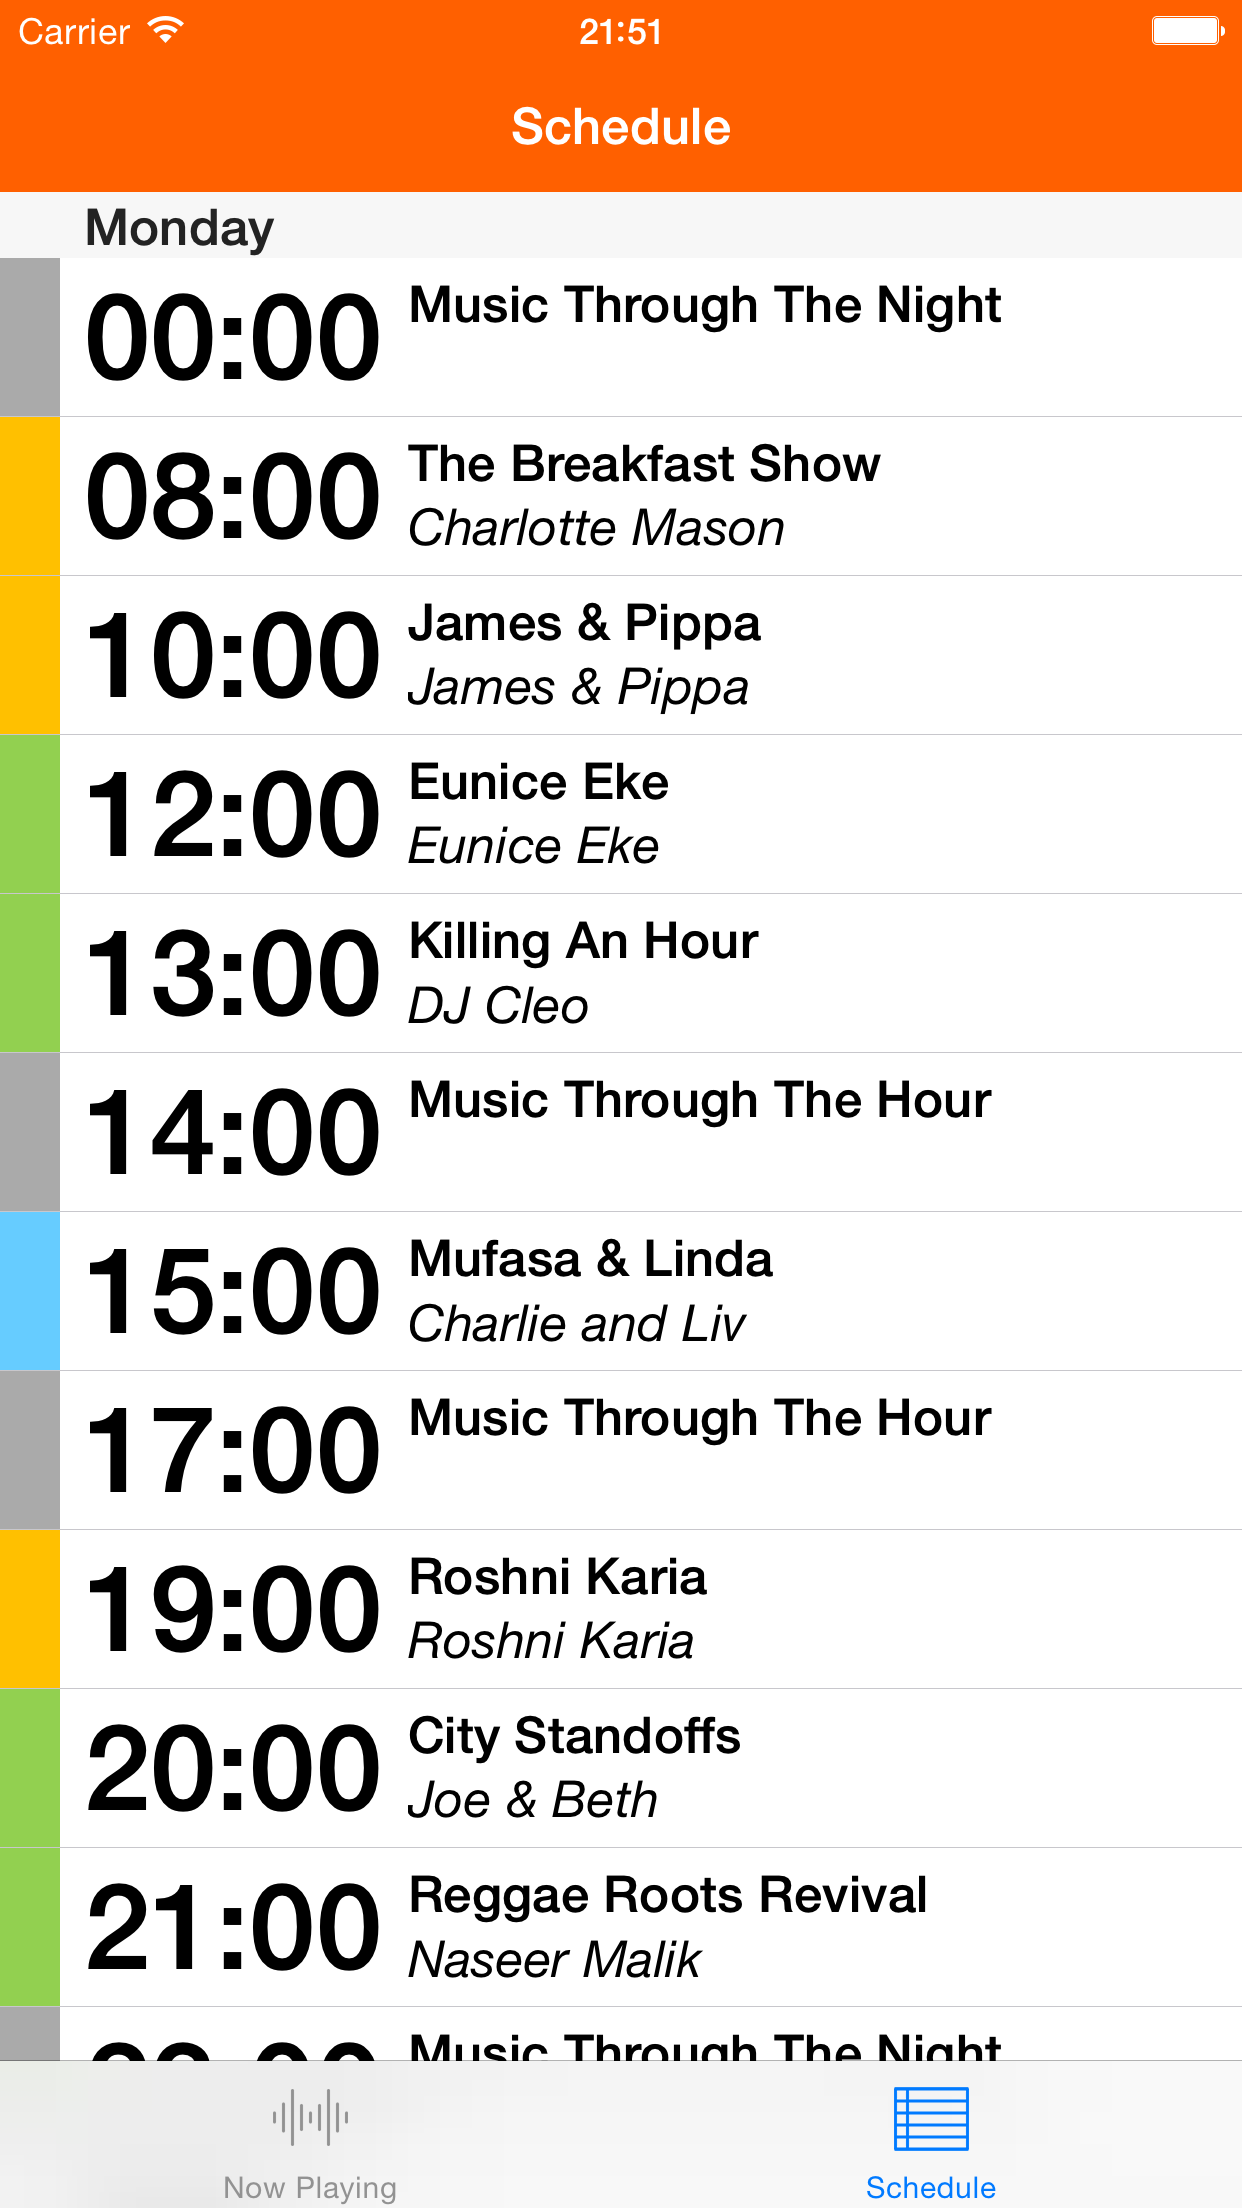 Carrier 21:51
Schedule
Monday
00:00 Music Through The Night
08:00 The Breakfast Show
Charlotte Mason
10:00 James & Pippa
James & Pippa
12:00 Eunice Eke
Eunice Eke
13:00 Killing An Hour
DJ Cleo
14:00 Music Through The Hour
15:00 Mufasa & Linda
Charlie and Liv
17:00 Music Through The Hour
19:00 Roshni Karia
Roshni Karia
20:00 City Standoffs
Joe & Beth
21:00 Reggae Roots Revival
Naseer Malik
Music Through The Night
Now Playing Schedule